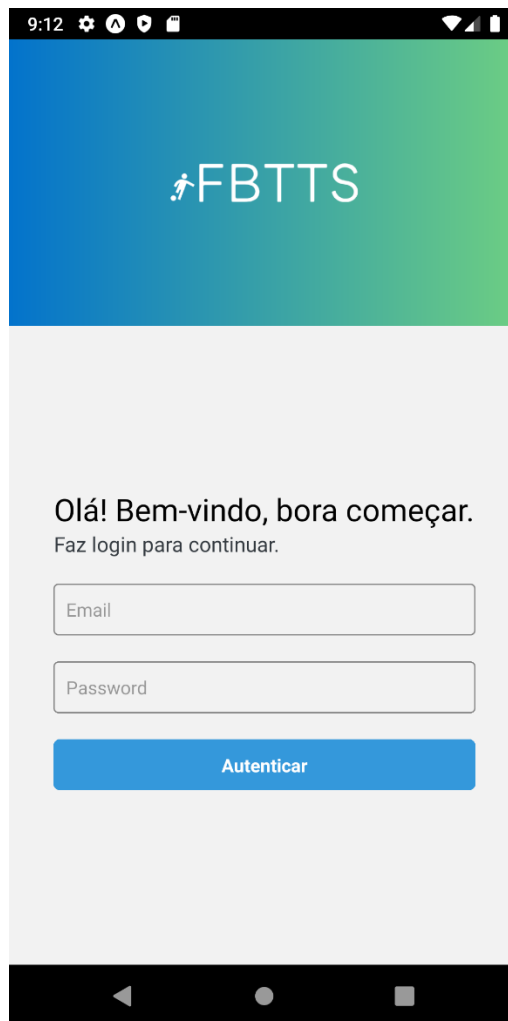 9:12
FBTTS
Olá! Bem-vindo, bora começar.
Faz login para continuar.
Email
Password
Autenticar